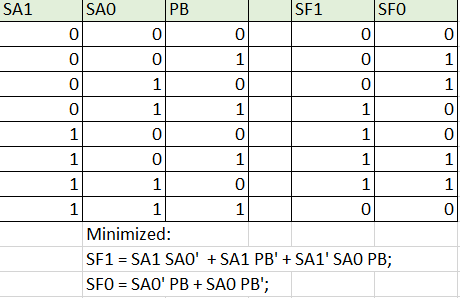 SA1 SA0 PB SF1 SF0
0 0 0 0 0
0 0 1 0 1
0 1 0 0 1
0 1 1 1 0
1 0 0 1 0
1 0 1 1 1
1 1 0 1 1
1 1 1 0 0
Minimized:
SF1 = SA1 SA0' + SA1 PB' + SA1' SA0 PB;
SF0 = SA0' PB + SA0 PB';